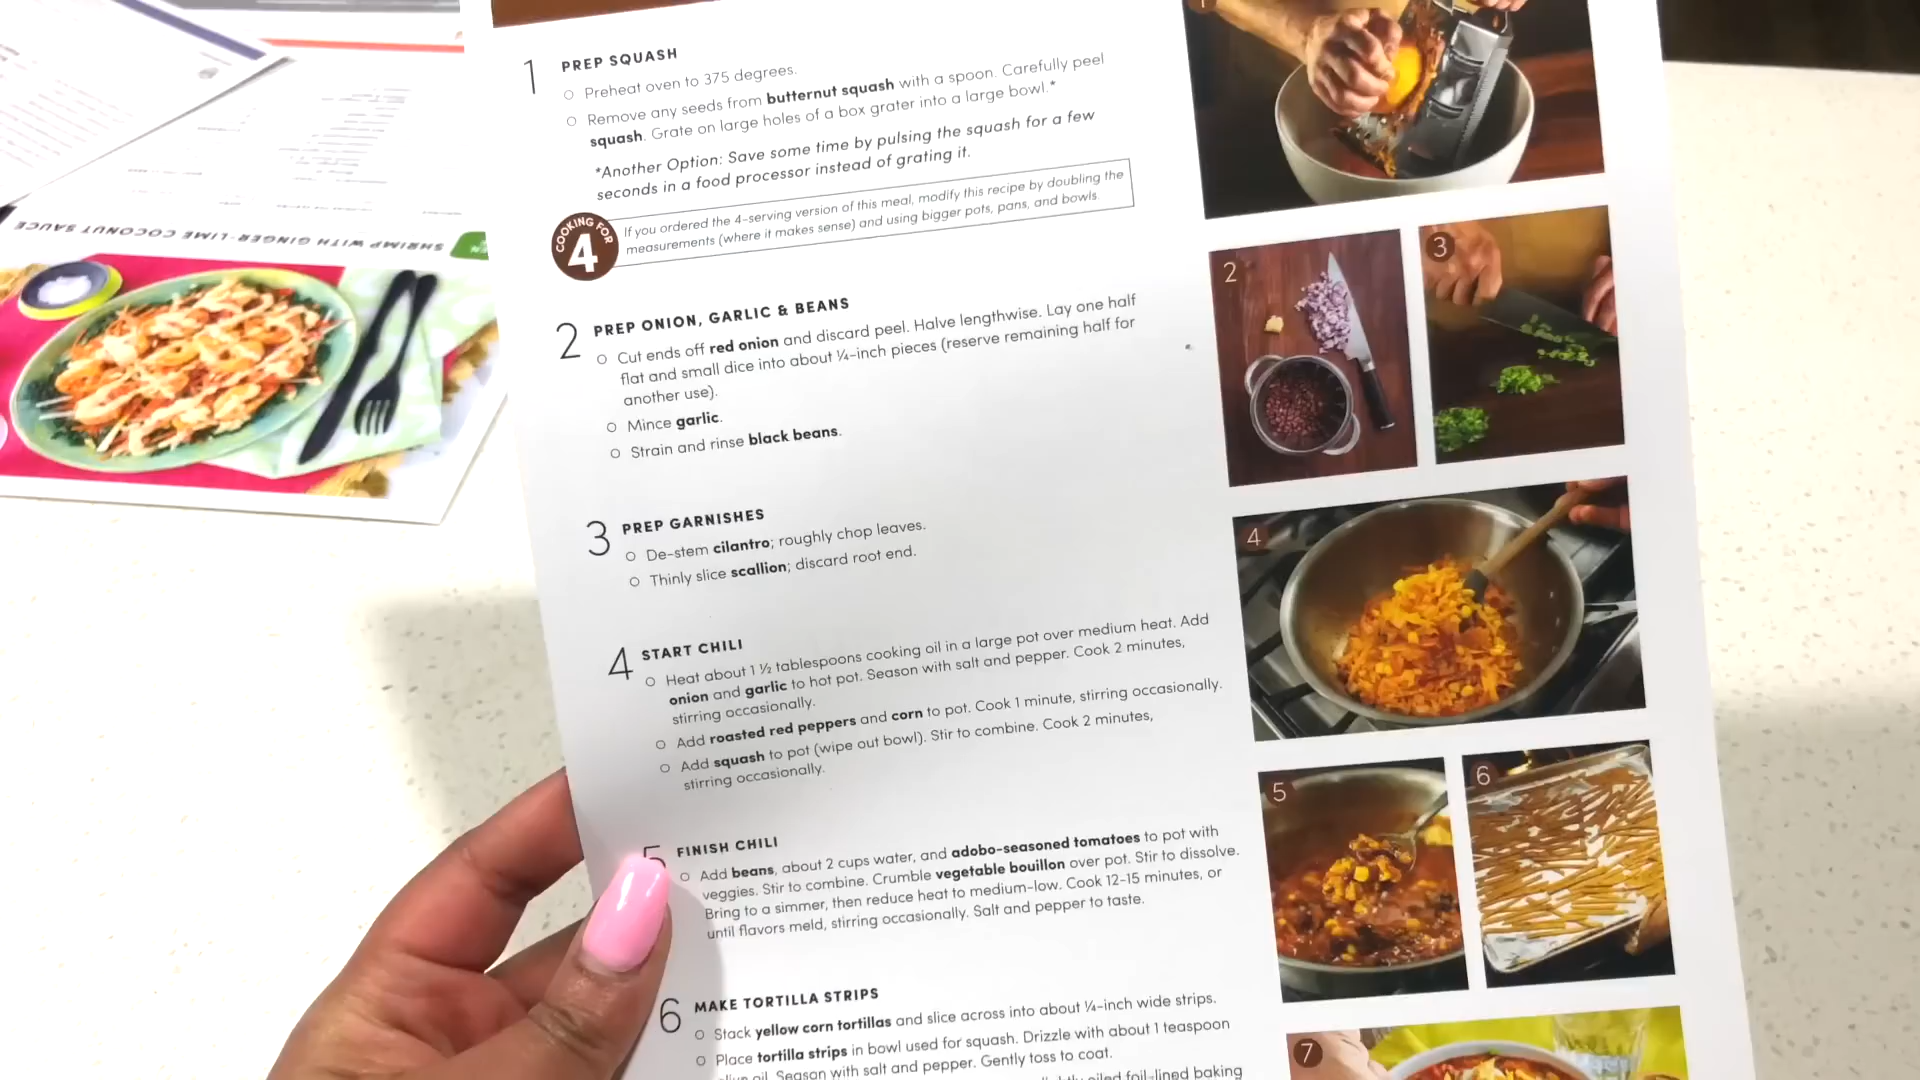 1 PREP SQUASH
○ Preheat oven to 375 degrees.
○ Remove any seeds from butternut squash with a spoon. Carefully peel
squash. Grate on large holes of a box grater into a large bowl.*
*Another Option: Save some time by pulsing the squash for a few
seconds in a food processor instead of grating it.
COOKING FOR
4
If you ordered the 4-serving version of this meal, modify this recipe by doubling the
measurements (where it makes sense) and using bigger pots, pans, and bowls.
2 PREP ONION, GARLIC & BEANS
○ Cut ends off red onion and discard peel. Halve lengthwise. Lay one half
flat and small dice into about ¼-inch pieces (reserve remaining half for
another use).
○ Mince garlic.
○ Strain and rinse black beans.
3 PREP GARNISHES
○ De-stem cilantro; roughly chop leaves.
○ Thinly slice scallion; discard root end.
4 START CHILI
○ Heat about 1 ½ tablespoons cooking oil in a large pot over medium heat. Add
onion and garlic to hot pot. Season with salt and pepper. Cook 2 minutes,
stirring occasionally.
○ Add roasted red peppers and corn to pot. Cook 1 minute, stirring occasionally.
○ Add squash to pot (wipe out bowl). Stir to combine. Cook 2 minutes,
stirring occasionally.
5 FINISH CHILI
○ Add beans, about 2 cups water, and adobo-seasoned tomatoes to pot with
veggies. Stir to combine. Crumble vegetable bouillon over pot. Stir to dissolve.
Bring to a simmer, then reduce heat to medium-low. Cook 12-15 minutes, or
until flavors meld, stirring occasionally. Salt and pepper to taste.
6 MAKE TORTILLA STRIPS
○ Stack yellow corn tortillas and slice across into about ¼-inch wide strips.
○ Place tortilla strips in bowl used for squash. Drizzle with about 1 teaspoon
oil. Season with salt and pepper. Gently toss to coat.
oiled foil-lined baking
1
2
3
4
5
6
7
SHRIMP WITH GINGER-LIME COCONUT SAUCE